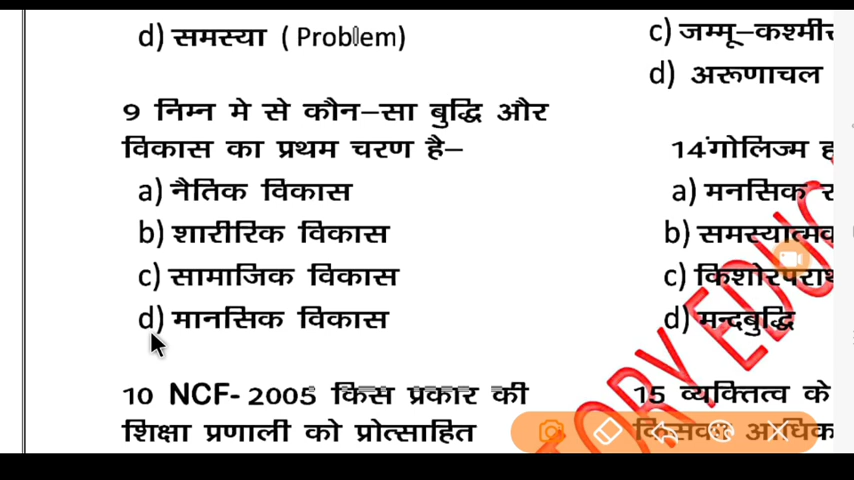 d) समस्या ( Problem)
9 निम्न मे से कौन–सा बुद्धि और
विकास का प्रथम चरण है–
a) नैतिक विकास
b) शारीरिक विकास
c) सामाजिक विकास
d) मानसिक विकास
10 NCF- 2005 किस प्रकार की
शिक्षा प्रणाली को प्रोत्साहित
c) जम्मू–कश्मीर
d) अरूणाचल
14 गोलिज्म
a) मनसिक
b) समस्यात्मक
c) किशोरपराध
d) मन्दबुद्धि
15 व्यक्तित्व के
किसका अधिक